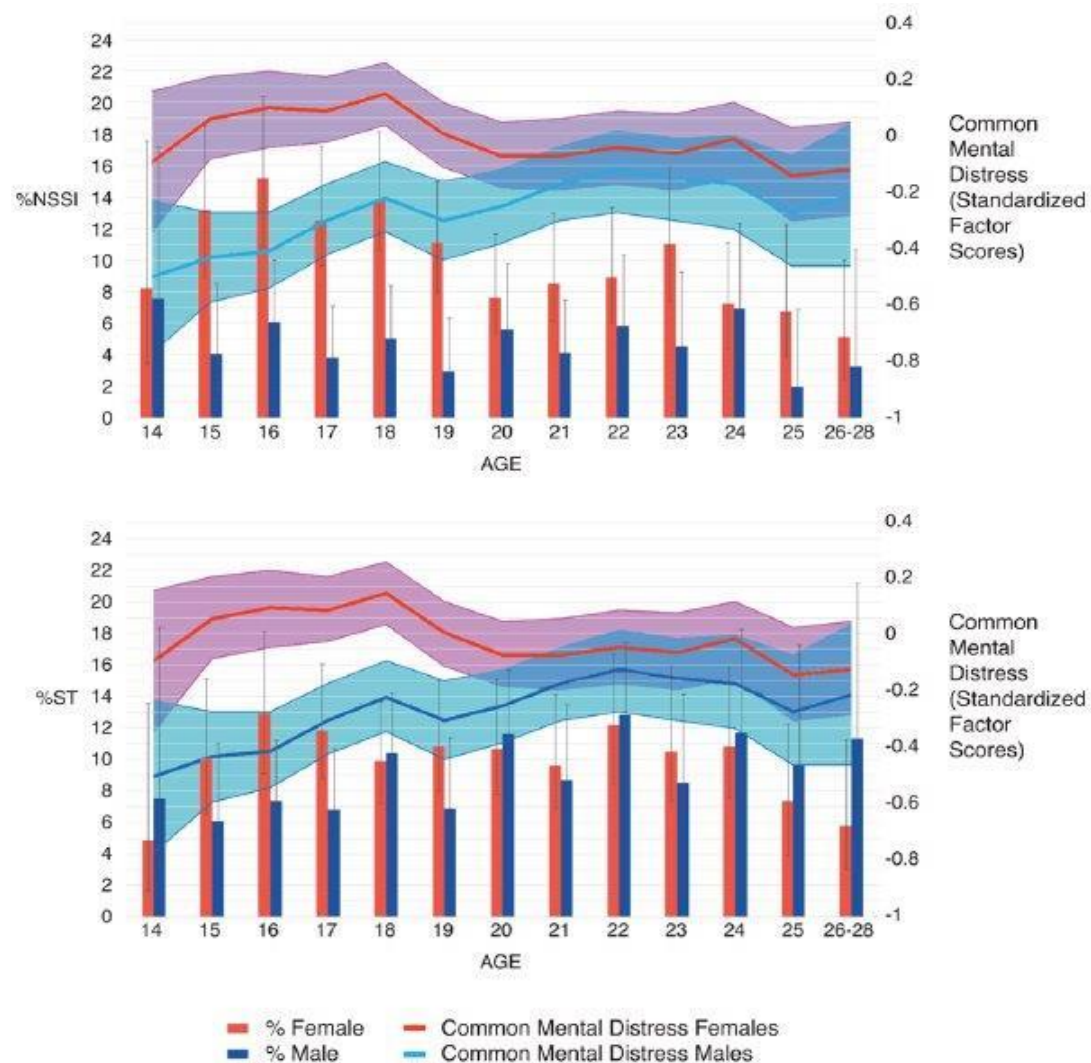 24
22
20
18
16
14
12
10
8
6
4
2
0
%NSSI
0.4
0.2
0
-0.2
-0.4
-0.6
-0.8
-1
Common
Mental
Distress
(Standardized
Factor
Scores)
14 15 16 17 18 19 20 21 22 23 24 25 26-28
AGE
24
22
20
18
16
14
12
10
8
6
4
2
0
%ST
0.4
0.2
0
-0.2
-0.4
-0.6
-0.8
-1
Common
Mental
Distress
(Standardized
Factor
Scores)
14 15 16 17 18 19 20 21 22 23 24 25 26-28
AGE
% Female Common Mental Distress Females
% Male Common Mental Distress Males